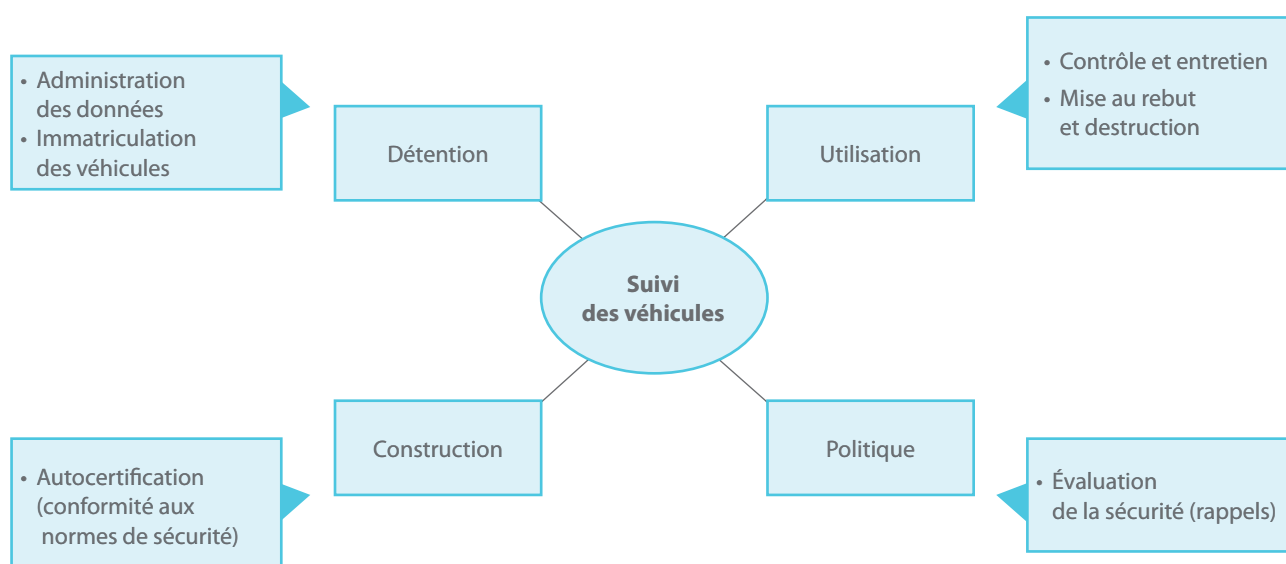 • Administration
des données
• Immatriculation
des véhicules
Détention
Utilisation
• Contrôle et entretien
• Mise au rebut
et destruction
Suivi
des véhicules
• Autocertification
(conformité aux
normes de sécurité)
Construction
Politique
• Évaluation
de la sécurité (rappels)